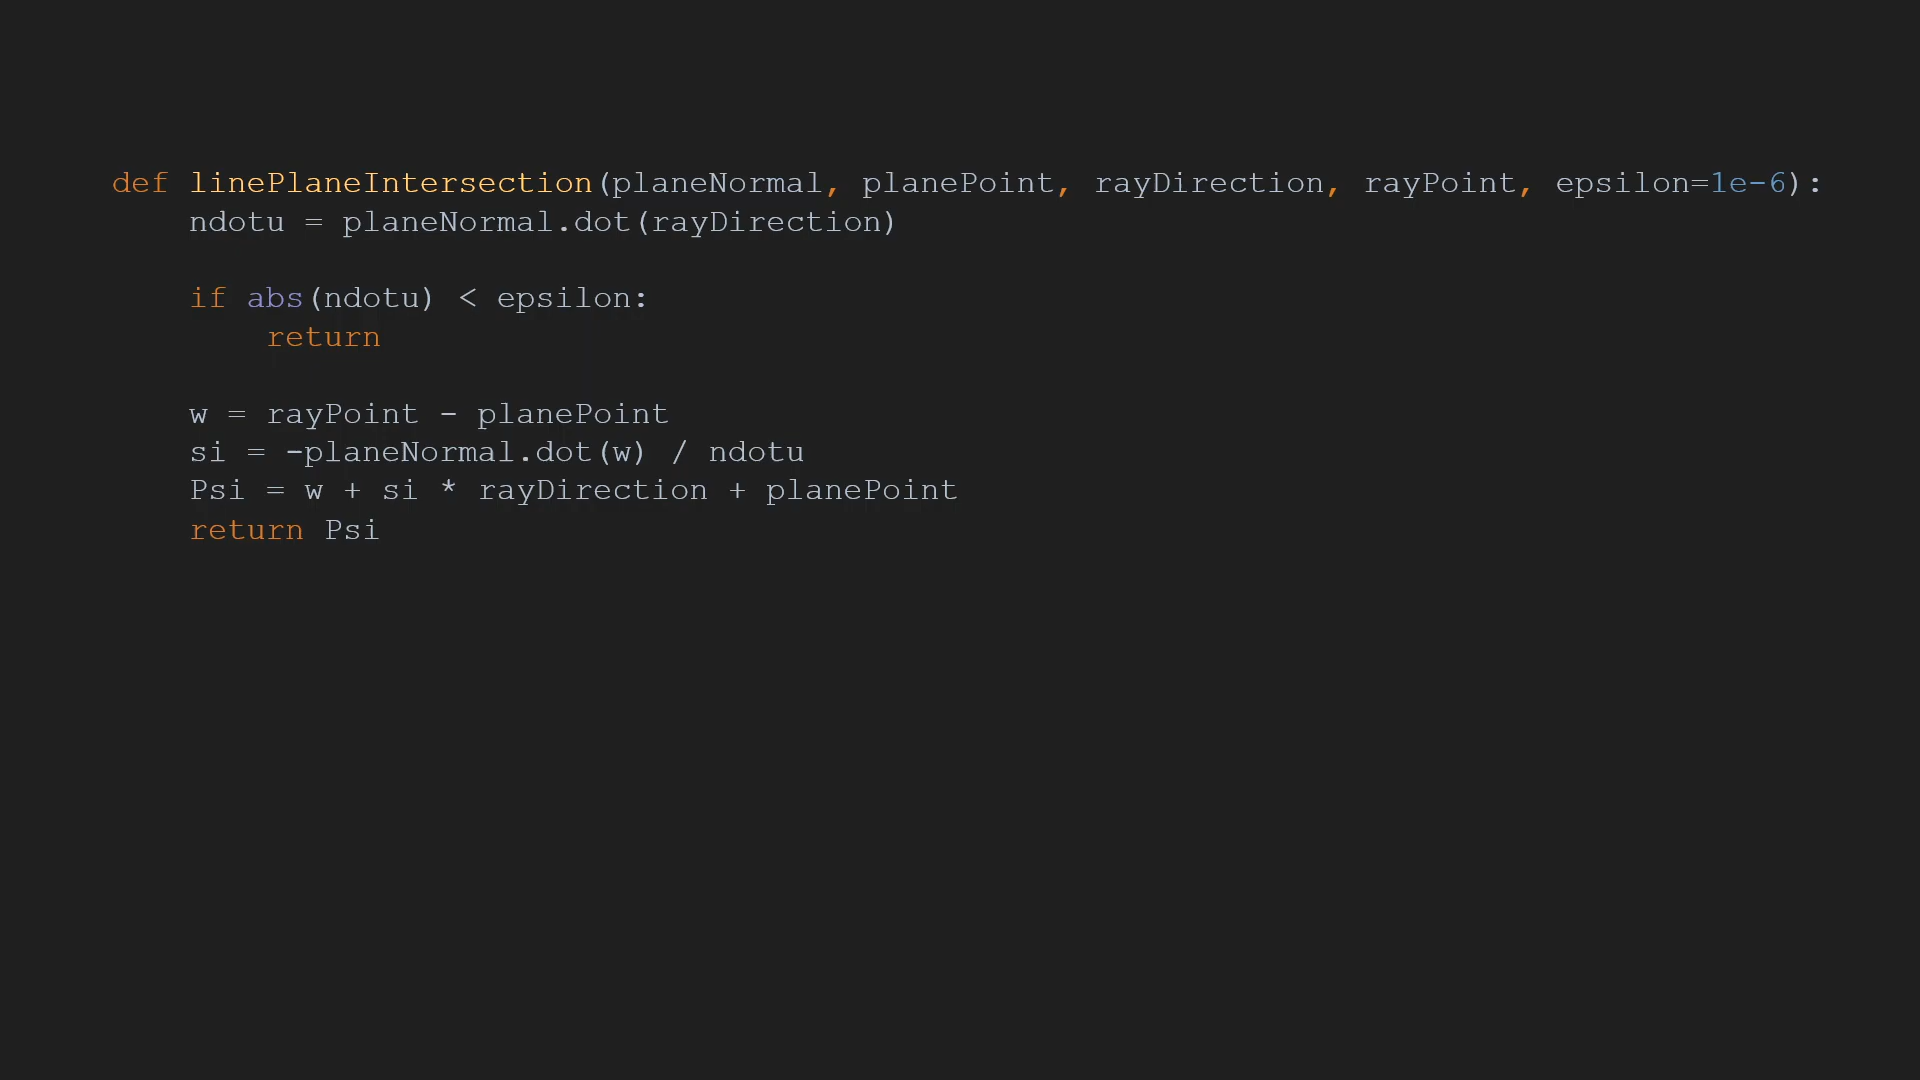 def linePlaneIntersection(planeNormal, planePoint, rayDirection, rayPoint, epsilon=1e-6):
    ndotu = planeNormal.dot(rayDirection)

    if abs(ndotu) < epsilon:
        return

    w = rayPoint - planePoint
    si = -planeNormal.dot(w) / ndotu
    Psi = w + si * rayDirection + planePoint
    return Psi